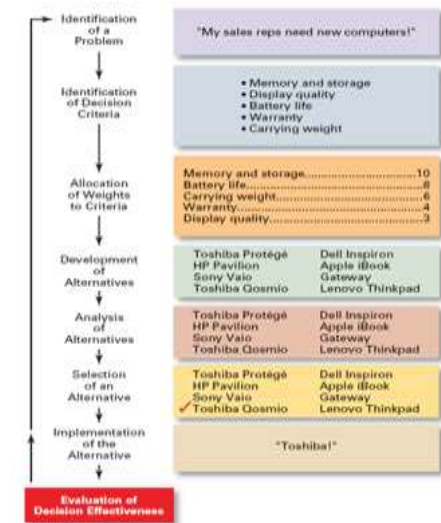 Identification
of a
Problem
"My sales reps need new computers!"
Identification
of Decision
Criteria
• Memory and storage
• Display quality
• Battery life
• Warranty
• Carrying weight
Allocation
of Weights
to Criteria
Memory and storage..............................10
Battery life..............................................8
Carrying weight.......................................6
Warranty..................................................4
Display quality.........................................3
Development
of
Alternatives
Toshiba Protégé Dell Inspiron
HP Pavilion Apple iBook
Sony Vaio Gateway
Toshiba Qosmio Lenovo Thinkpad
Analysis
of
Alternatives
Toshiba Protégé Dell Inspiron
HP Pavilion Apple iBook
Sony Vaio Gateway
Toshiba Qosmio Lenovo Thinkpad
Selection
of an
Alternative
Toshiba Protégé Dell Inspiron
HP Pavilion Apple iBook
Sony Vaio Gateway
✓ Toshiba Qosmio Lenovo Thinkpad
Implementation
of the
Alternative
"Toshiba!"
Evaluation of
Decision Effectiveness